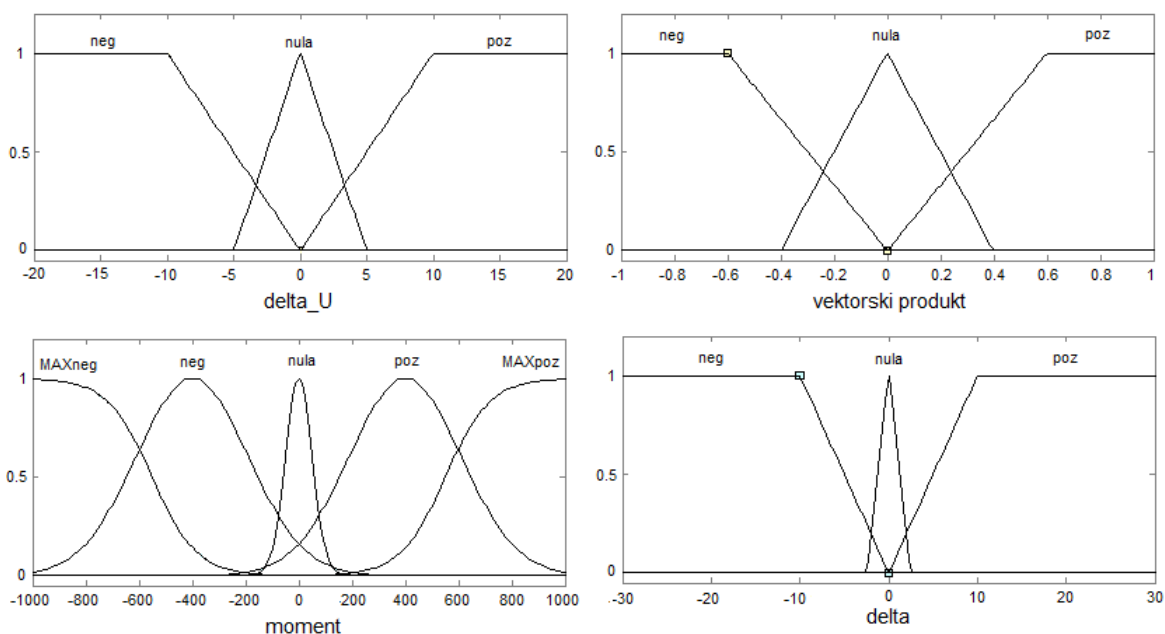 neg nula poz
1
0.5
0
-20 -15 -10 -5 0 5 10 15 20
delta_U
neg nula poz
1
0.5
0
-1 -0.8 -0.6 -0.4 -0.2 0 0.2 0.4 0.6 0.8 1
vektorski produkt
MAXneg neg nula poz MAXpoz
1
0.5
0
-1000 -800 -600 -400 -200 0 200 400 600 800 1000
moment
neg nula poz
1
0.5
0
-30 -20 -10 0 10 20 30
delta